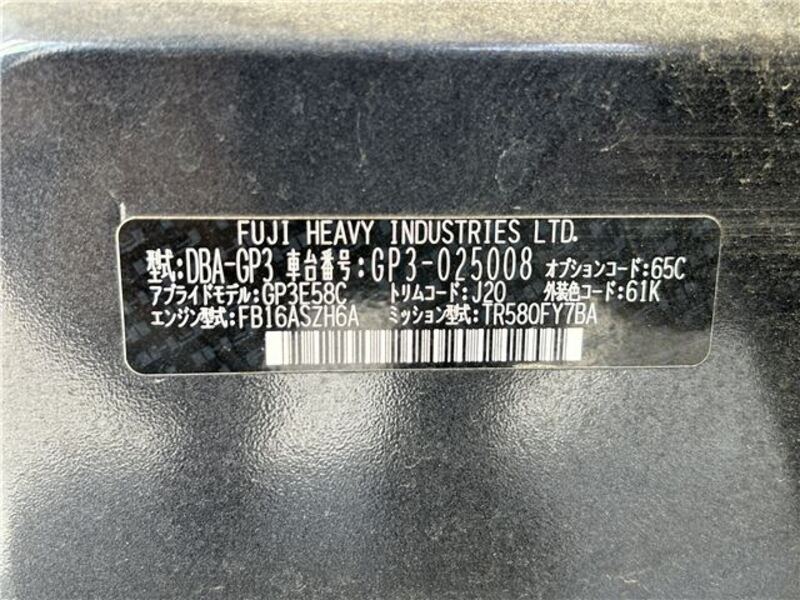 FUJI HEAVY INDUSTRIES LTD.
型式:DBA-GP3 車台番号:GP3-025008 オプションコード:65C
アプライドモデル:GP3E58C トリムコード:J20 外装色コード:61K
エンジン型式:FB16ASZH6A ミッション型式:TR580FY7BA